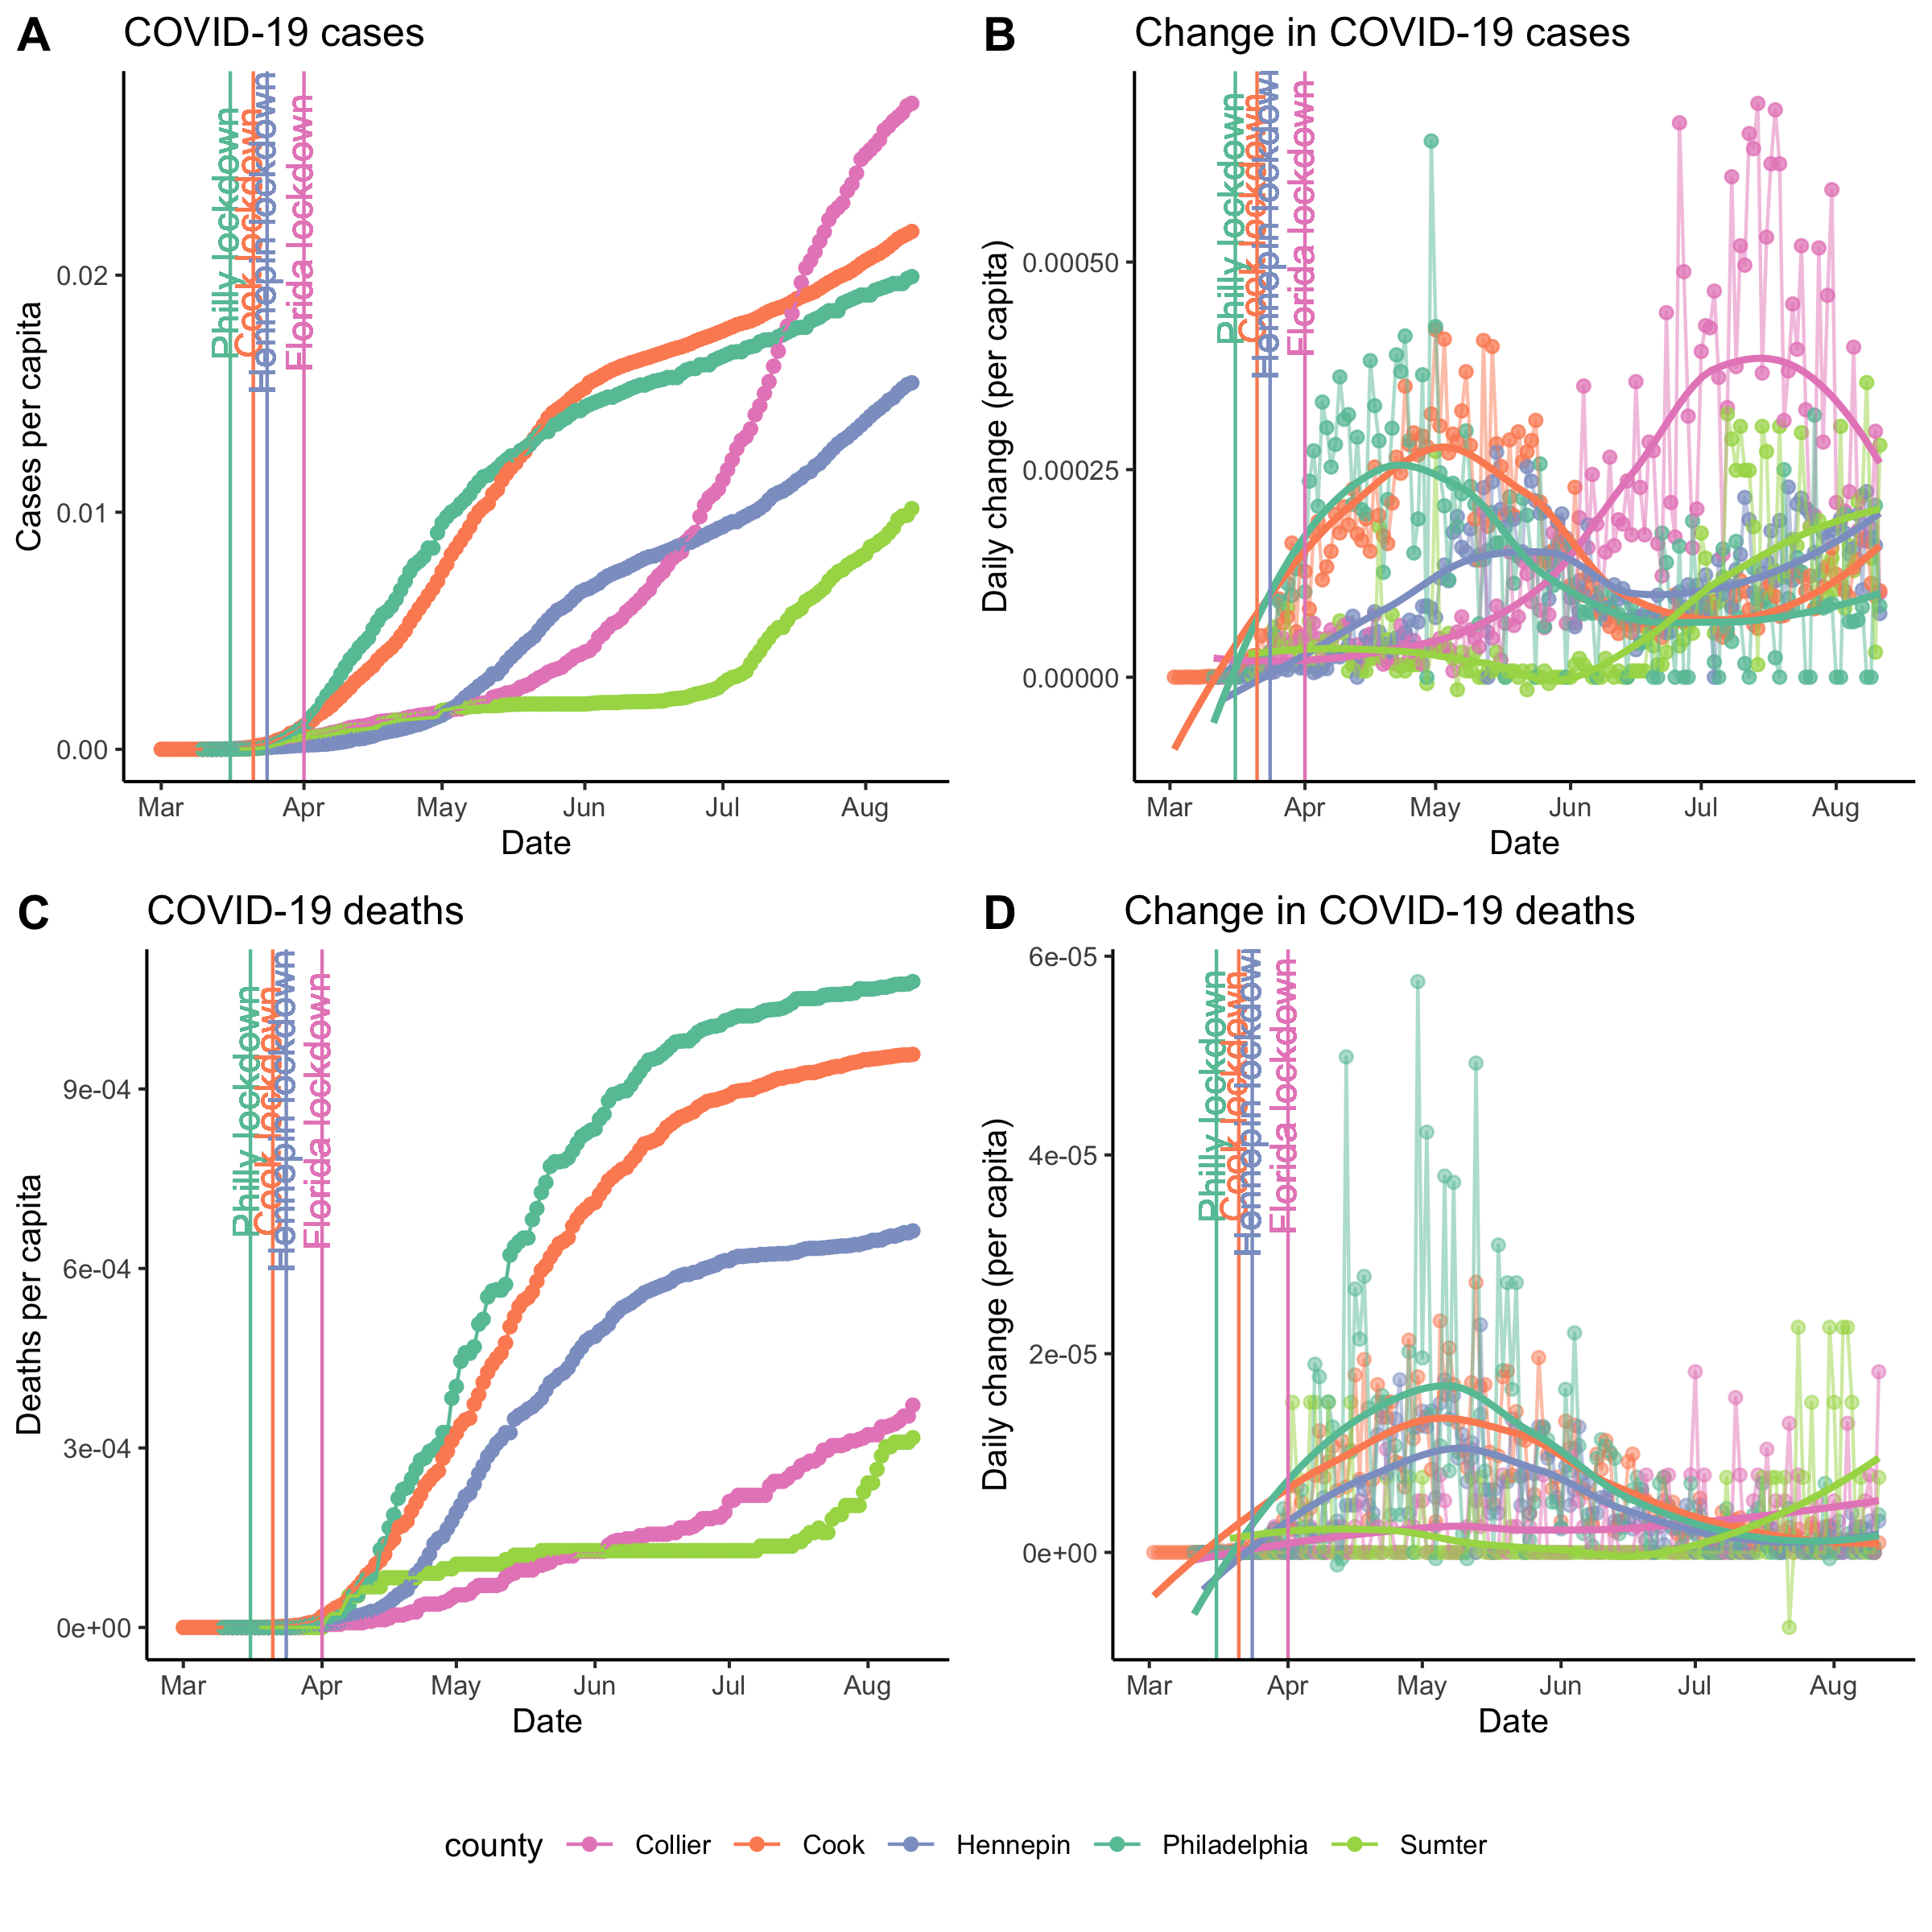 A COVID-19 cases
Cases per capita
0.02
0.01
0.00
Philly lockdown
Cook lockdown
Hennepin lockdown
Florida lockdown
Mar Apr May Jun Jul Aug
Date
B Change in COVID-19 cases
Daily change (per capita)
0.00050
0.00025
0.00000
Philly lockdown
Cook lockdown
Hennepin lockdown
Florida lockdown
Mar Apr May Jun Jul Aug
Date
C COVID-19 deaths
Deaths per capita
9e-04
6e-04
3e-04
0e+00
Philly lockdown
Cook lockdown
Hennepin lockdown
Florida lockdown
Mar Apr May Jun Jul Aug
Date
D Change in COVID-19 deaths
Daily change (per capita)
6e-05
4e-05
2e-05
0e+00
Philly lockdown
Cook lockdown
Hennepin lockdown
Florida lockdown
Mar Apr May Jun Jul Aug
Date
county Collier Cook Hennepin Philadelphia Sumter